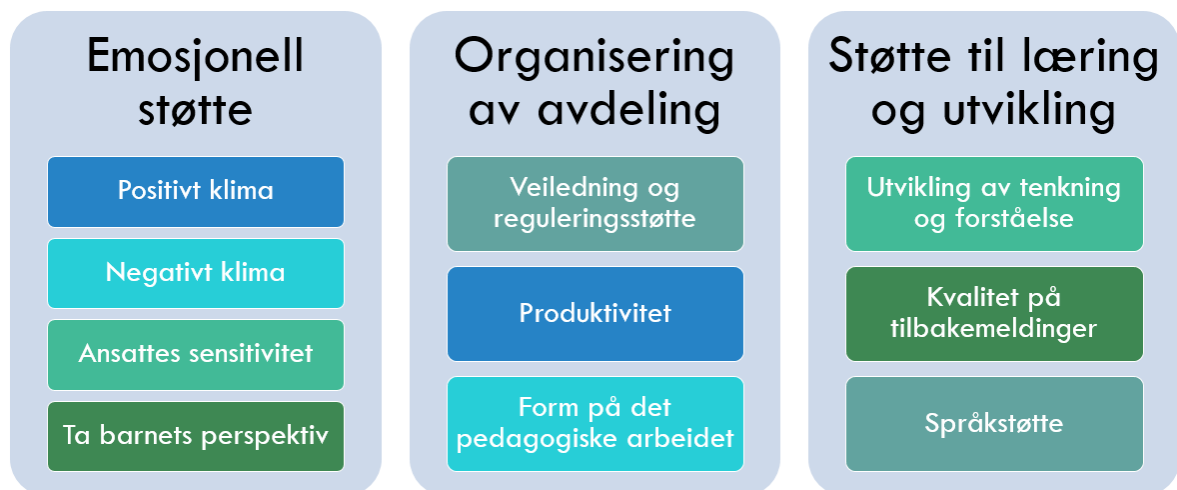 Emosjonell
støtte
Positivt klima
Negativt klima
Ansattes sensitivitet
Ta barnets perspektiv
Organisering
av avdeling
Veiledning og
reguleringsstøtte
Produktivitet
Form på det
pedagogiske arbeidet
Støtte til læring
og utvikling
Utvikling av tenkning
og forståelse
Kvalitet på
tilbakemeldinger
Språkstøtte